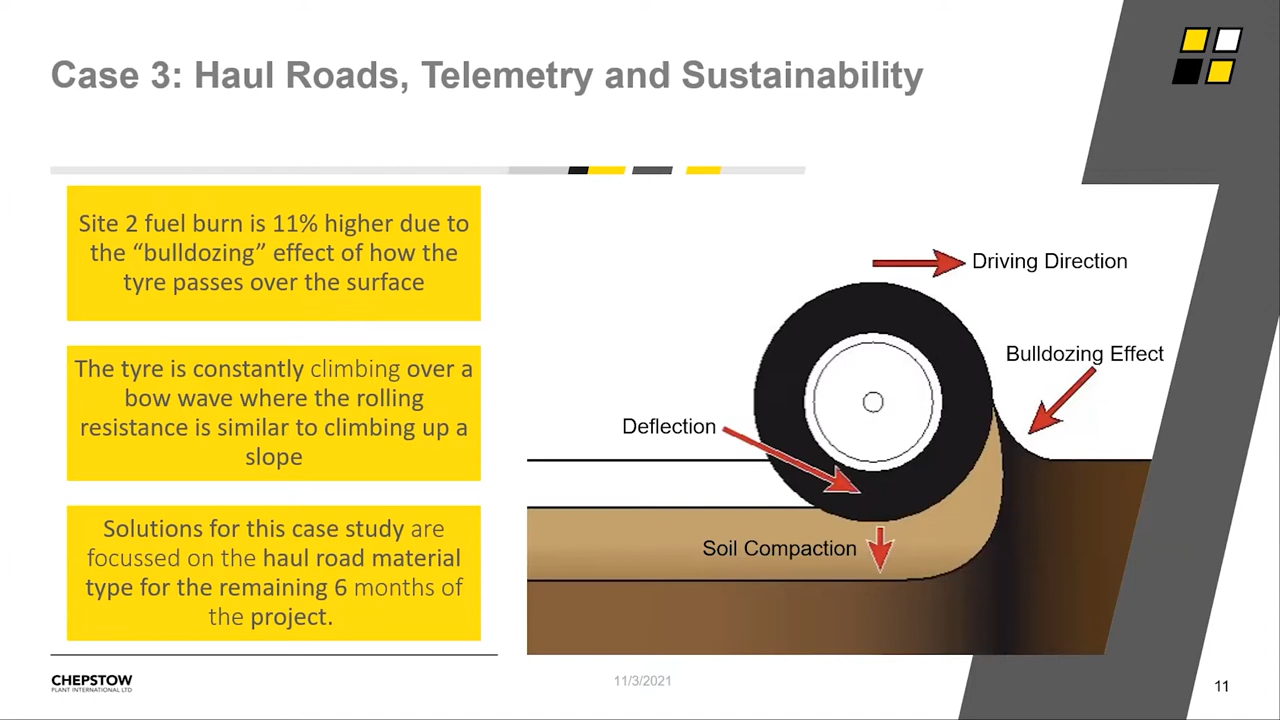 Case 3: Haul Roads, Telemetry and Sustainability
Site 2 fuel burn is 11% higher due to
the “bulldozing” effect of how the
tyre passes over the surface
The tyre is constantly climbing over a
bow wave where the rolling
resistance is similar to climbing up a
slope
Solutions for this case study are
focussed on the haul road material
type for the remaining 6 months of
the project.
Driving Direction
Bulldozing Effect
Deflection
Soil Compaction
CHEPSTOW
PLANT INTERNATIONAL LTD
11/3/2021
11